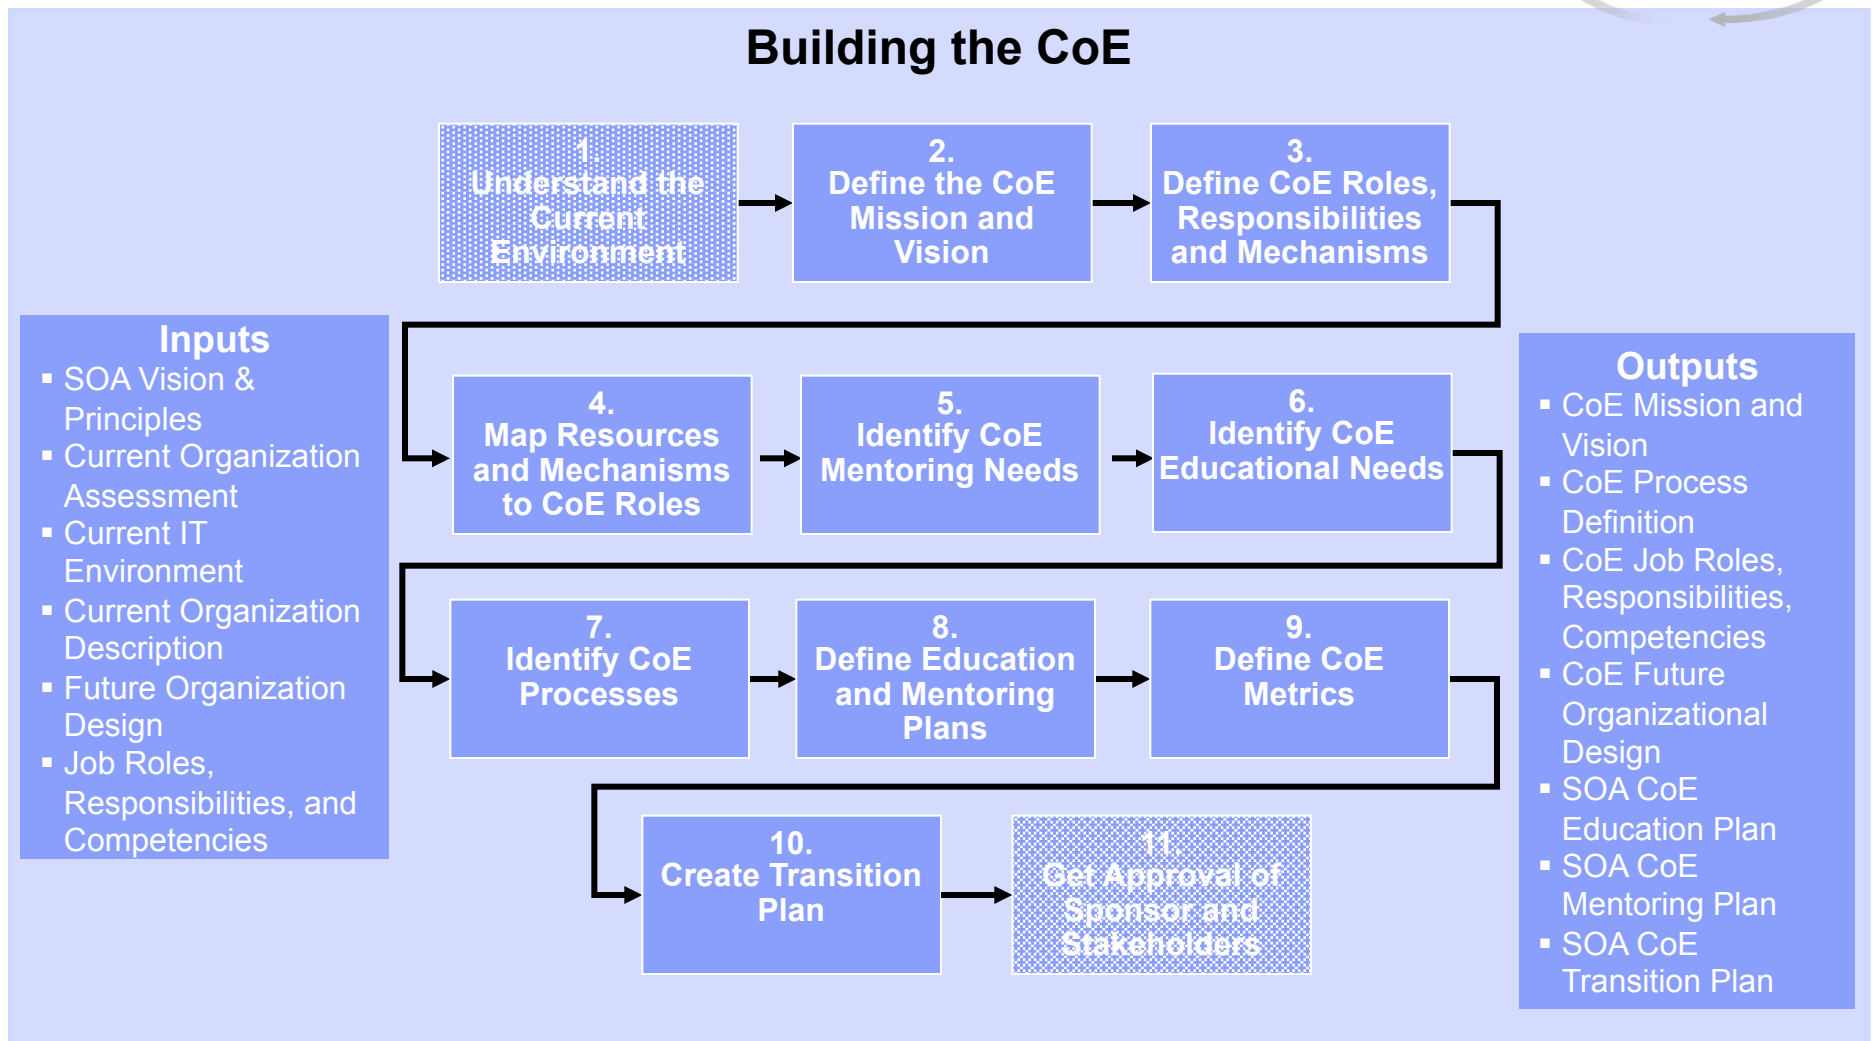 Building the CoE
1.
Understand the
Current
Environment
2.
Define the CoE
Mission and
Vision
3.
Define CoE Roles,
Responsibilities
and Mechanisms
Inputs
▪ SOA Vision &
Principles
▪ Current Organization
Assessment
▪ Current IT
Environment
▪ Current Organization
Description
▪ Future Organization
Design
▪ Job Roles,
Responsibilities, and
Competencies
4.
Map Resources
and Mechanisms
to CoE Roles
5.
Identify CoE
Mentoring Needs
6.
Identify CoE
Educational Needs
7.
Identify CoE
Processes
8.
Define Education
and Mentoring
Plans
9.
Define CoE
Metrics
10.
Create Transition
Plan
11.
Get Approval of
Sponsor and
Stakeholders
Outputs
▪ CoE Mission and
Vision
▪ CoE Process
Definition
▪ CoE Job Roles,
Responsibilities,
Competencies
▪ CoE Future
Organizational
Design
▪ SOA CoE
Education Plan
▪ SOA CoE
Mentoring Plan
▪ SOA CoE
Transition Plan